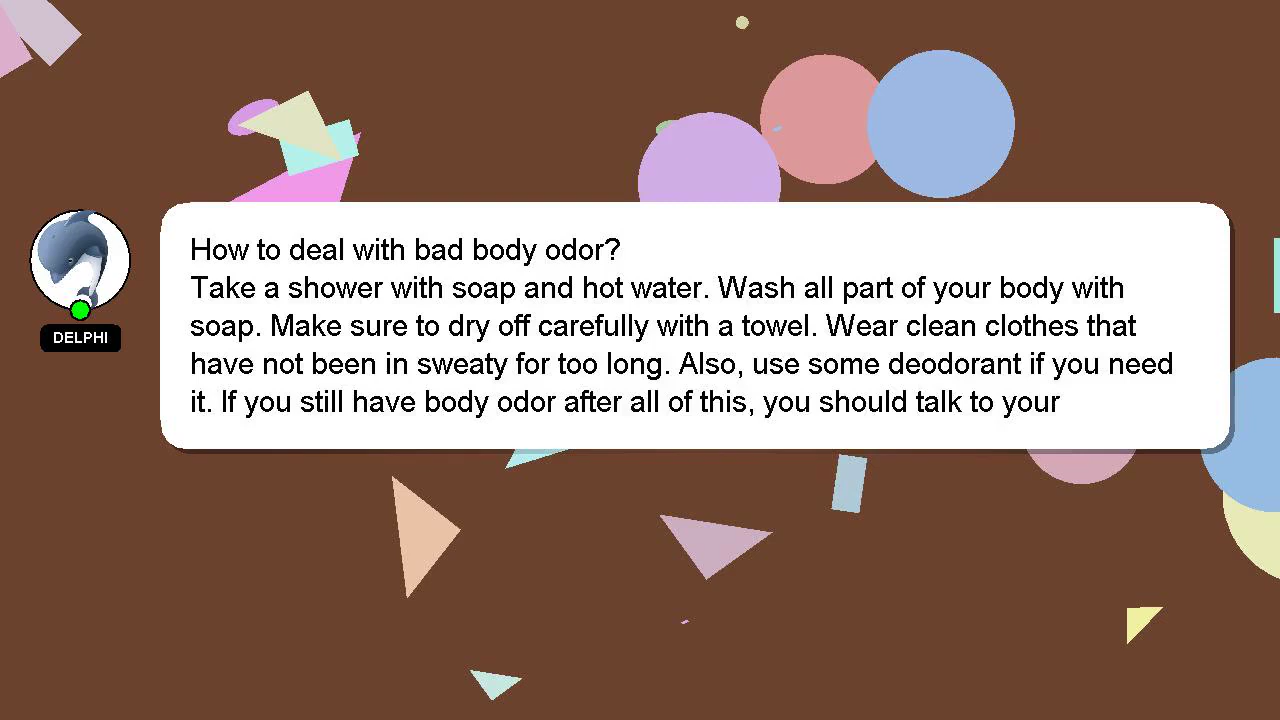 How to deal with bad body odor?
Take a shower with soap and hot water. Wash all part of your body with
soap. Make sure to dry off carefully with a towel. Wear clean clothes that
have not been in sweaty for too long. Also, use some deodorant if you need
it. If you still have body odor after all of this, you should talk to your
DELPHI